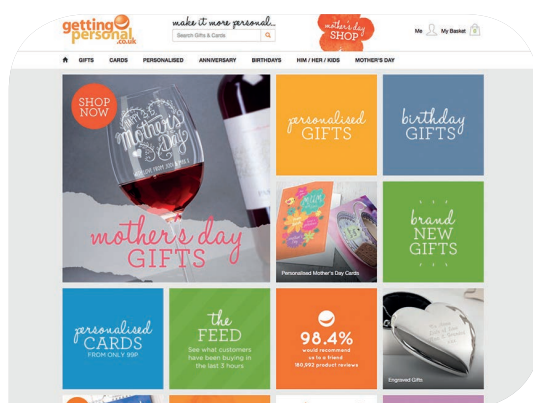 getting
personal
.co.uk
make it more personal...
Search Gifts & Cards
mother's day
SHOP
Me
My Basket
0
GIFTS
CARDS
PERSONALISED
ANNIVERSARY
BIRTHDAYS
HIM / HER / KIDS
MOTHER'S DAY
SHOP
NOW
HAPPY
Mother's
Day
mother's day
GIFTS
personalised
GIFTS
birthday
GIFTS
MUM
Personalised Mother's Day Cards
brand
NEW
GIFTS
personalised
CARDS
FROM ONLY 99P
the
FEED
See what customers
have been buying in
the last 3 hours
98.4%
would recommend
us to a friend
180,992 product reviews
Engraved Gifts